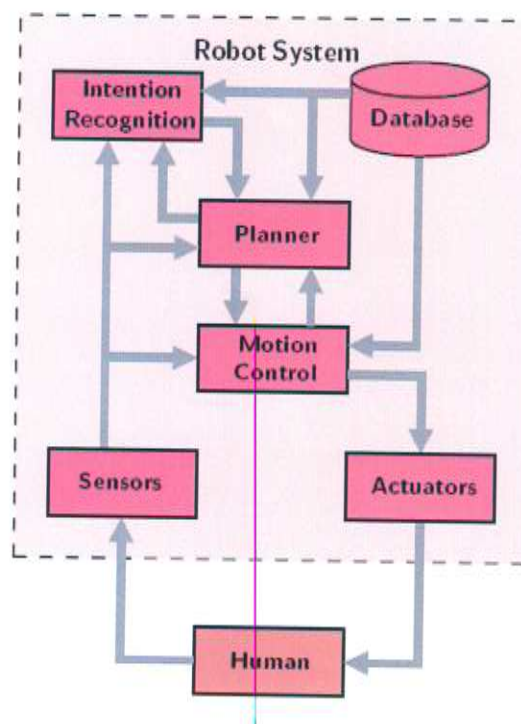 Robot System
Intention
Recognition
Database
Planner
Motion
Control
Sensors
Actuators
Human